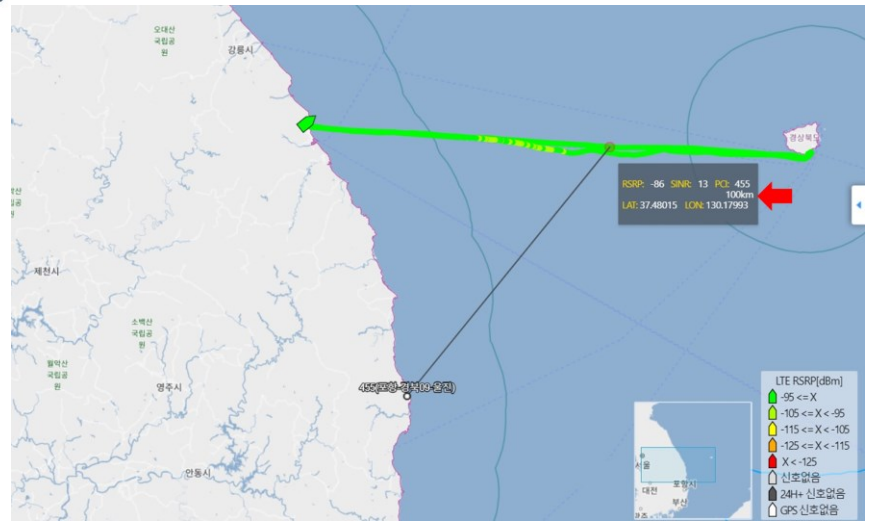 오대산
국립공
원
강릉시
경상북도
RSRP: -86 SINR: 13 PCI: 455
100km
LAT: 37.48015 LON: 130.17993
제천시
소백산
국립공
원
월악산
국립공
원
영주시
455(포항-경북09-울진)
안동시
서울
대전
포항시
부산
LTE RSRP[dBm]
-95 <= X
-105 <= X < -95
-115 <= X < -105
-125 <= X < -115
X < -125
신호없음
24H+ 신호없음
GPS 신호없음